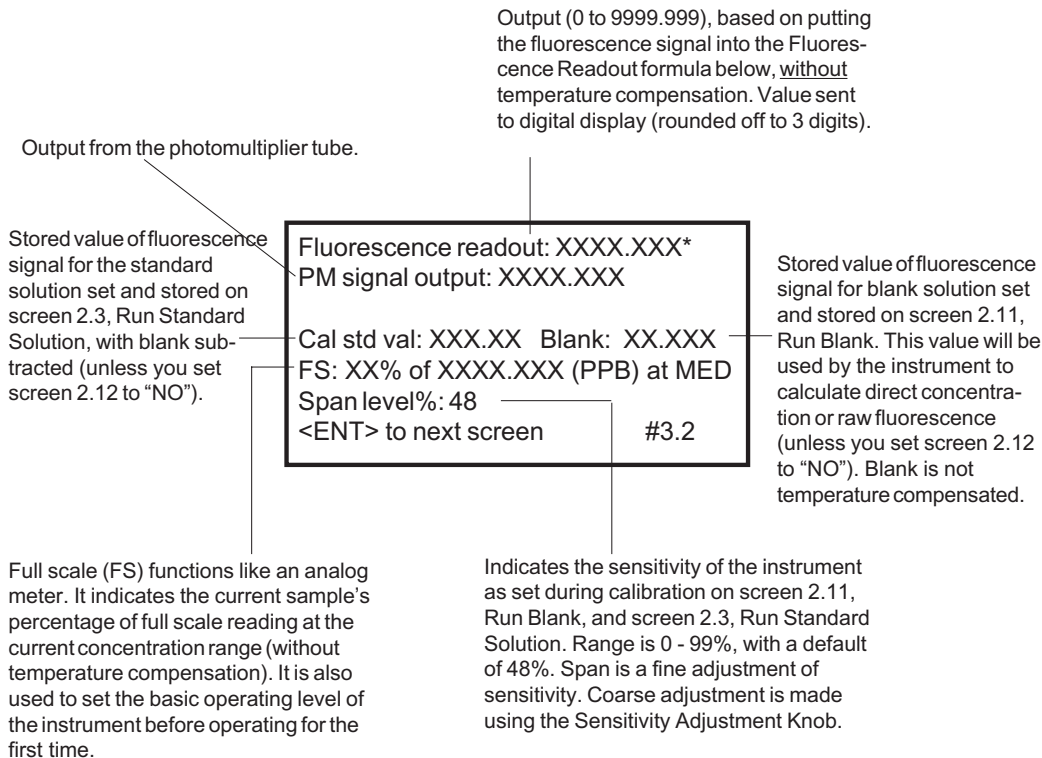 Output (0 to 9999.999), based on putting
the fluorescence signal into the Fluores-
cence Readout formula below, without
temperature compensation. Value sent
to digital display (rounded off to 3 digits).
Output from the photomultiplier tube.
Stored value of fluorescence
signal for the standard
solution set and stored on
screen 2.3, Run Standard
Solution, with blank sub-
tracted (unless you set
screen 2.12 to “NO”).
Fluorescence readout: XXXX.XXX*
PM signal output: XXXX.XXX
Cal std val: XXX.XX Blank: XX.XXX
FS: XX% of XXXX.XXX (PPB) at MED
Span level%: 48
<ENT> to next screen #3.2
Stored value of fluorescence
signal for blank solution set
and stored on screen 2.11,
Run Blank. This value will be
used by the instrument to
calculate direct concentra-
tion or raw fluorescence
(unless you set screen 2.12
to “NO”). Blank is not
temperature compensated.
Full scale (FS) functions like an analog
meter. It indicates the current sample’s
percentage of full scale reading at the
current concentration range (without
temperature compensation). It is also
used to set the basic operating level of
the instrument before operating for the
first time.
Indicates the sensitivity of the instrument
as set during calibration on screen 2.11,
Run Blank, and screen 2.3, Run Standard
Solution. Range is 0 - 99%, with a default
of 48%. Span is a fine adjustment of
sensitivity. Coarse adjustment is made
using the Sensitivity Adjustment Knob.